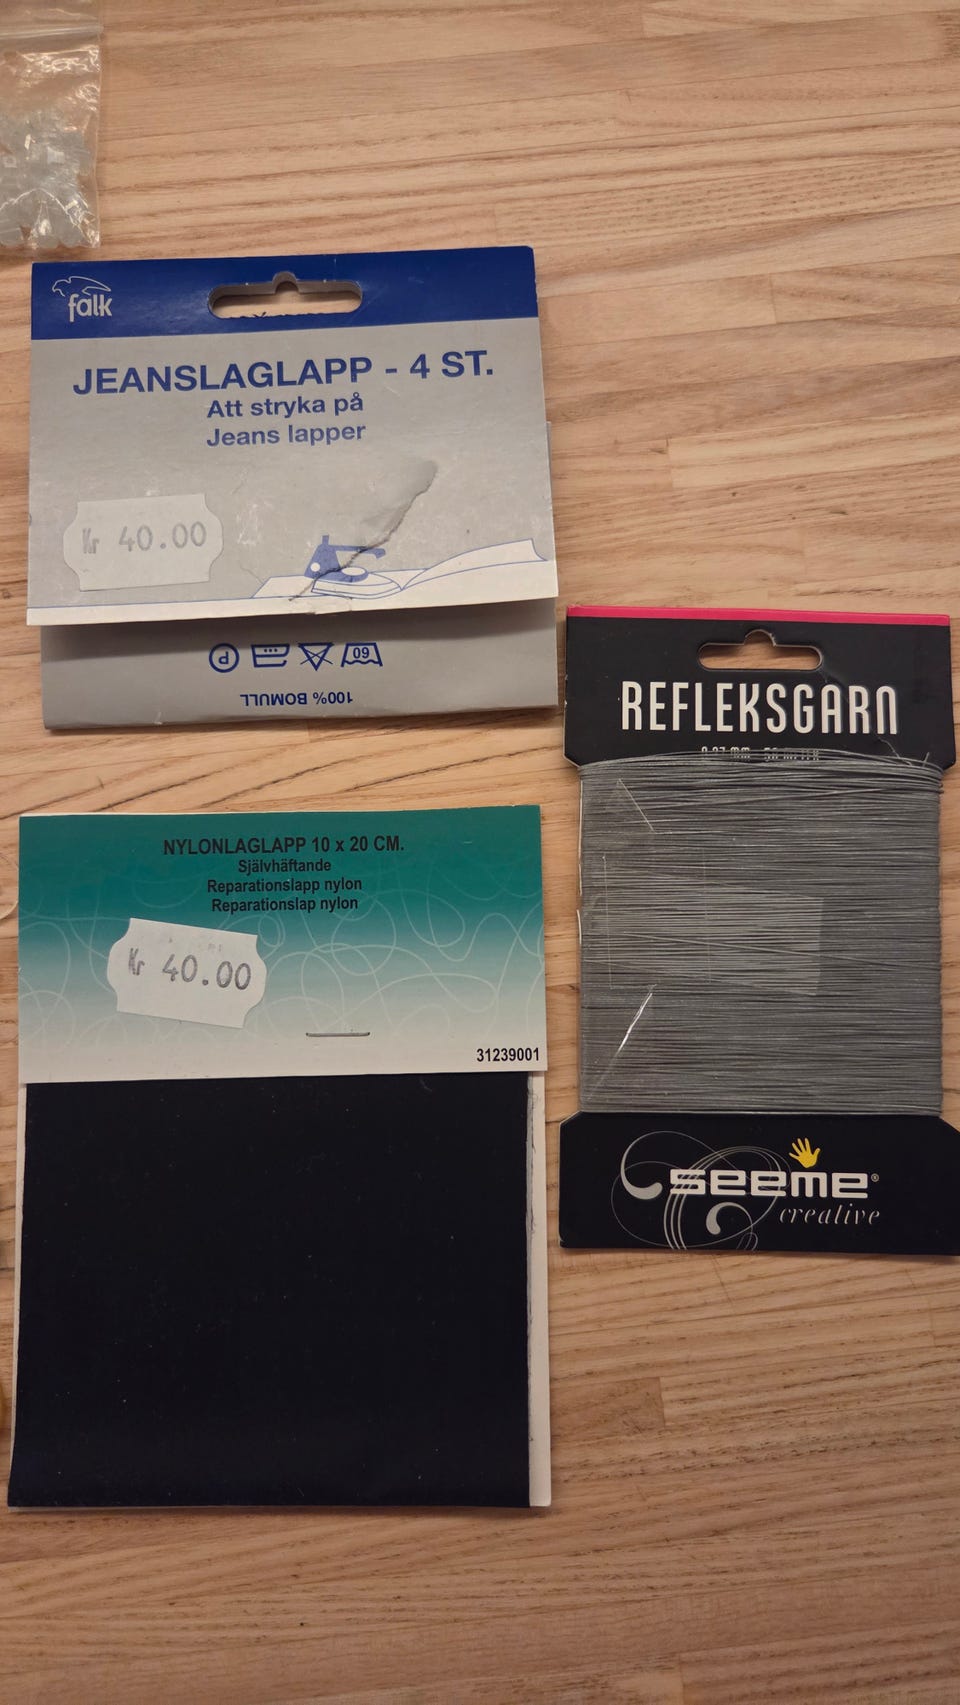 falk
JEANSLAGLAPP - 4 ST.
Att stryka på
Jeans lapper
Kr 40.00
60
P
100% BOMULL
REFLEKSGARN
NYLONLAGLAPP 10 x 20 CM.
Självhäftande
Reparationslapp nylon
Reparationslap nylon
Kr 40.00
31239001
seeme®
creative